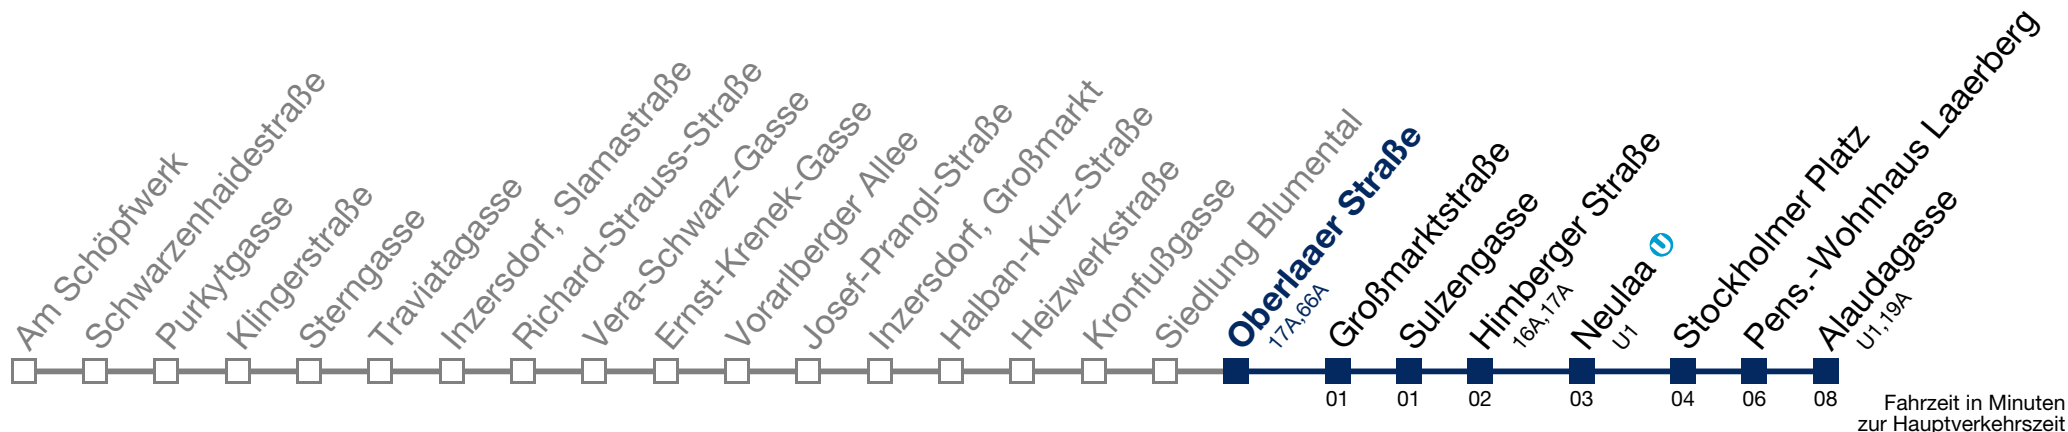 Am Schöpfwerk
Schwarzenhaidestraße
Purkytgasse
Klingerstraße
Sterngasse
Traviatagasse
Inzersdorf, Slamastraße
Richard-Strauss-Straße
Vera-Schwarz-Gasse
Ernst-Krenek-Gasse
Vorarlberger Allee
Josef-Prangl-Straße
Inzersdorf, Großmarkt
Halban-Kurz-Straße
Heizwerkstraße
Kronfußgasse
Siedlung Blumental
Oberlaaer Straße
17A,66A
Großmarktstraße
01
Sulzengasse
01
Himberger Straße
16A,17A
02
Neulaa U
U1
03
Stockholmer Platz
04
Pens.-Wohnhaus Laaerberg
06
Alaudagasse
U1,19A
08
Fahrzeit in Minuten
zur Hauptverkehrszeit